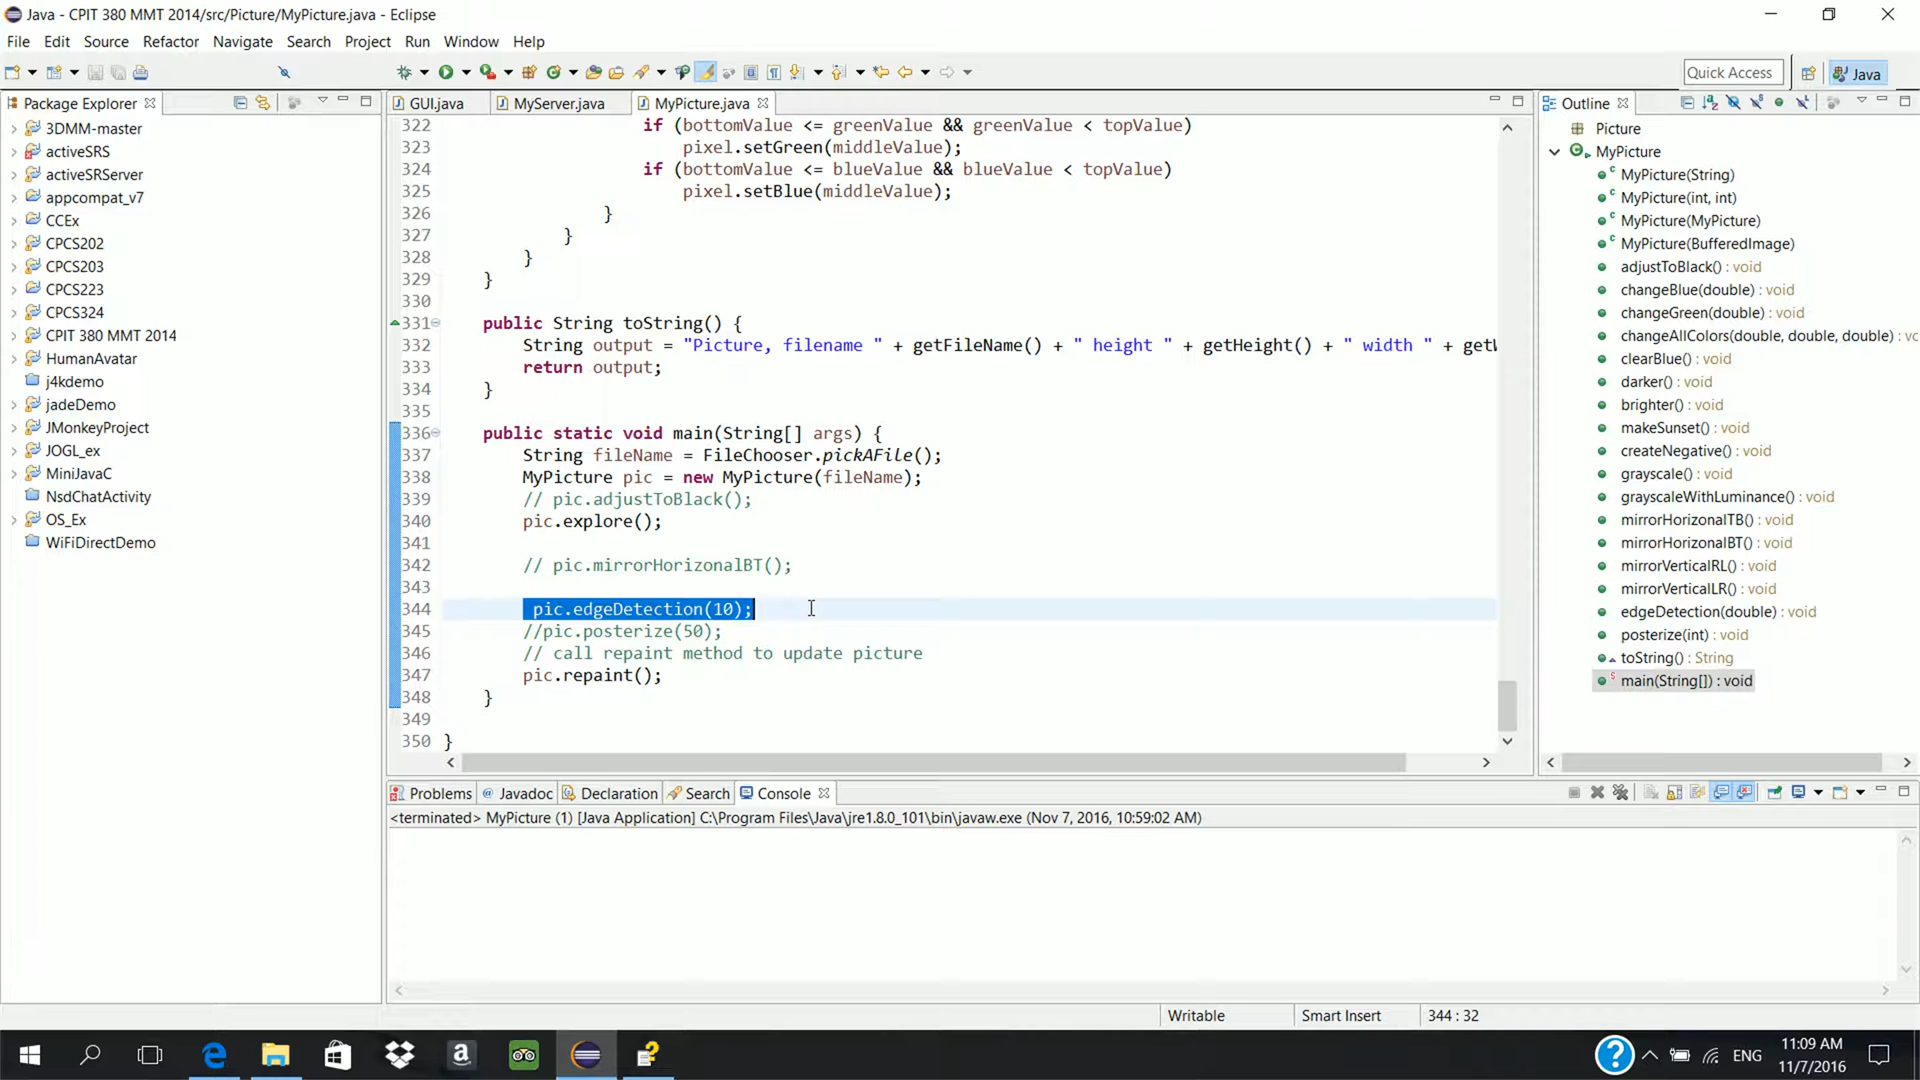 Java - CPIT 380 MMT 2014/src/Picture/MyPicture.java - Eclipse
File Edit Source Refactor Navigate Search Project Run Window Help
Quick Access
Java
Package Explorer
3DMM-master
activeSRS
activeSRServer
appcompat_v7
CCEx
CPCS202
CPCS203
CPCS223
CPCS324
CPIT 380 MMT 2014
HumanAvatar
j4kdemo
jadeDemo
JMonkeyProject
JOGL_ex
MiniJavaC
NsdChatActivity
OS_Ex
WiFiDirectDemo
GUI.java MyServer.java MyPicture.java
322 if (bottomValue <= greenValue && greenValue < topValue)
323 pixel.setGreen(middleValue);
324 if (bottomValue <= blueValue && blueValue < topValue)
325 pixel.setBlue(middleValue);
326 }
327 }
328 }
329 }
330
331 public String toString() {
332 String output = "Picture, filename " + getFileName() + " height " + getHeight() + " width " + get
333 return output;
334 }
335
336 public static void main(String[] args) {
337 String fileName = FileChooser.pickAFile();
338 MyPicture pic = new MyPicture(fileName);
339 // pic.adjustToBlack();
340 pic.explore();
341
342 // pic.mirrorHorizonalBT();
343
344 pic.edgeDetection(10);
345 //pic.posterize(50);
346 // call repaint method to update picture
347 pic.repaint();
348 }
349
350 }
Outline
Picture
MyPicture
MyPicture(String)
MyPicture(int, int)
MyPicture(MyPicture)
MyPicture(BufferedImage)
adjustToBlack() : void
changeBlue(double) : void
changeGreen(double) : void
changeAllColors(double, double, double) : vc
clearBlue() : void
darker() : void
brighter() : void
makeSunset() : void
createNegative() : void
grayscale() : void
grayscaleWithLuminance() : void
mirrorHorizonalTB() : void
mirrorHorizonalBT() : void
mirrorVerticalRL() : void
mirrorVerticalLR() : void
edgeDetection(double) : void
posterize(int) : void
toString() : String
main(String[]) : void
Problems Javadoc Declaration Search Console
<terminated> MyPicture (1) [Java Application] C:\Program Files\Java\jre1.8.0_101\bin\javaw.exe (Nov 7, 2016, 10:59:02 AM)
Writable Smart Insert 344 : 32
ENG
11:09 AM
11/7/2016